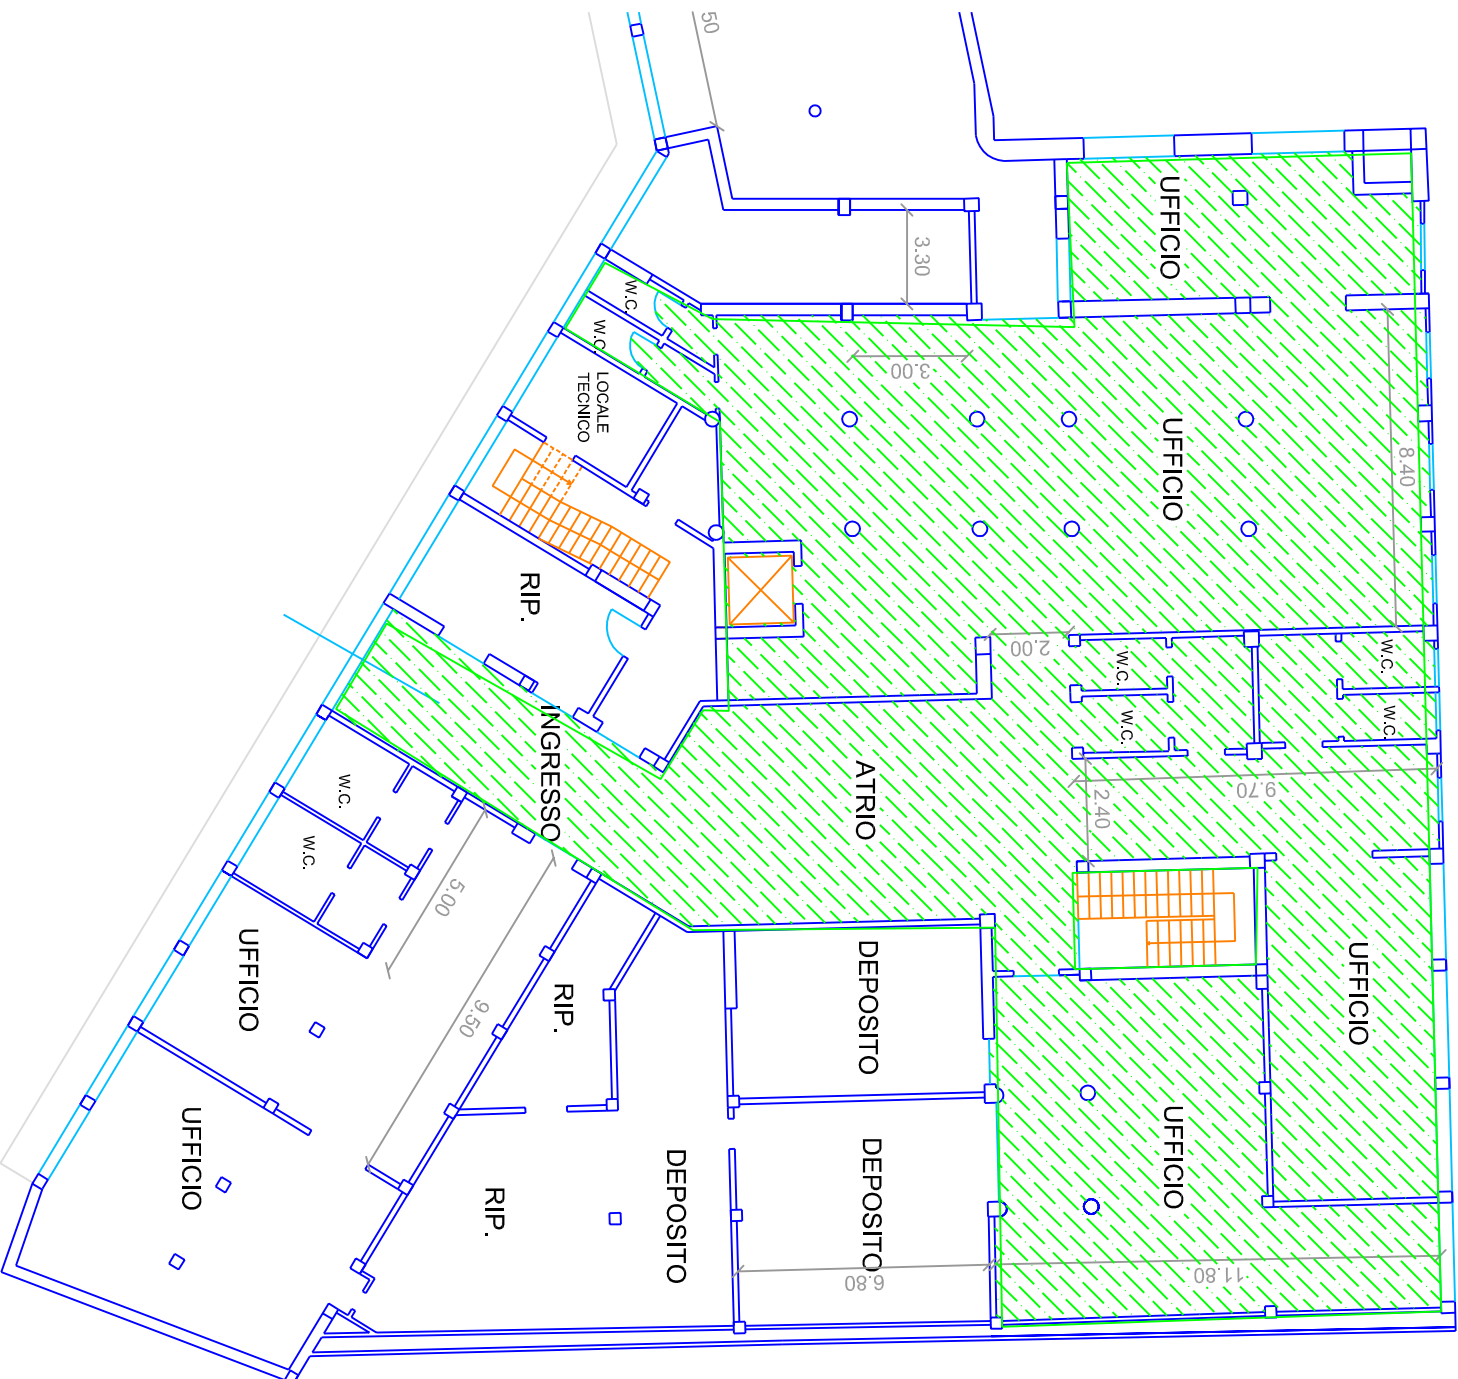 50
UFFICIO
3.30
W.C.
W.C.
3.00
LOCALE
TECNICO
UFFICIO
8.40
RIP.
2.00
W.C.
W.C.
W.C.
W.C.
INGRESSO
ATRIO
9.70
2.40
W.C.
W.C.
5.00
UFFICIO
9.50
RIP.
DEPOSITO
UFFICIO
UFFICIO
RIP.
DEPOSITO
DEPOSITO
UFFICIO
6.80
11.80